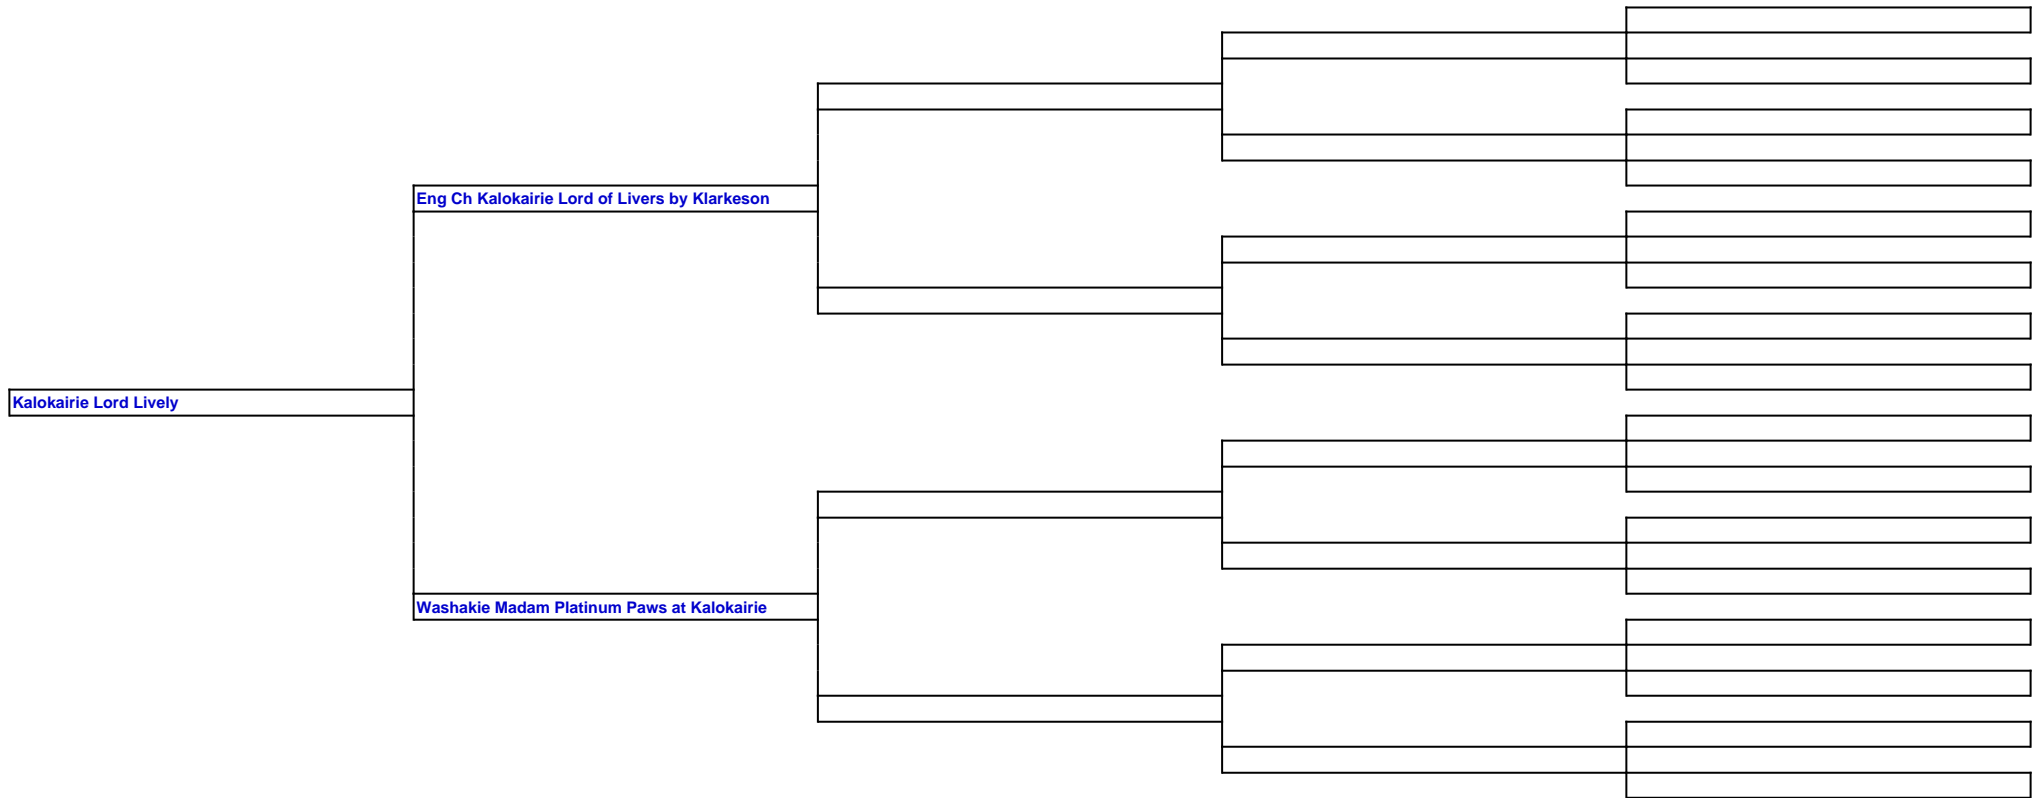 Eng Ch Kalokairie Lord of Livers by Klarkeson
Kalokairie Lord Lively
Washakie Madam Platinum Paws at Kalokairie